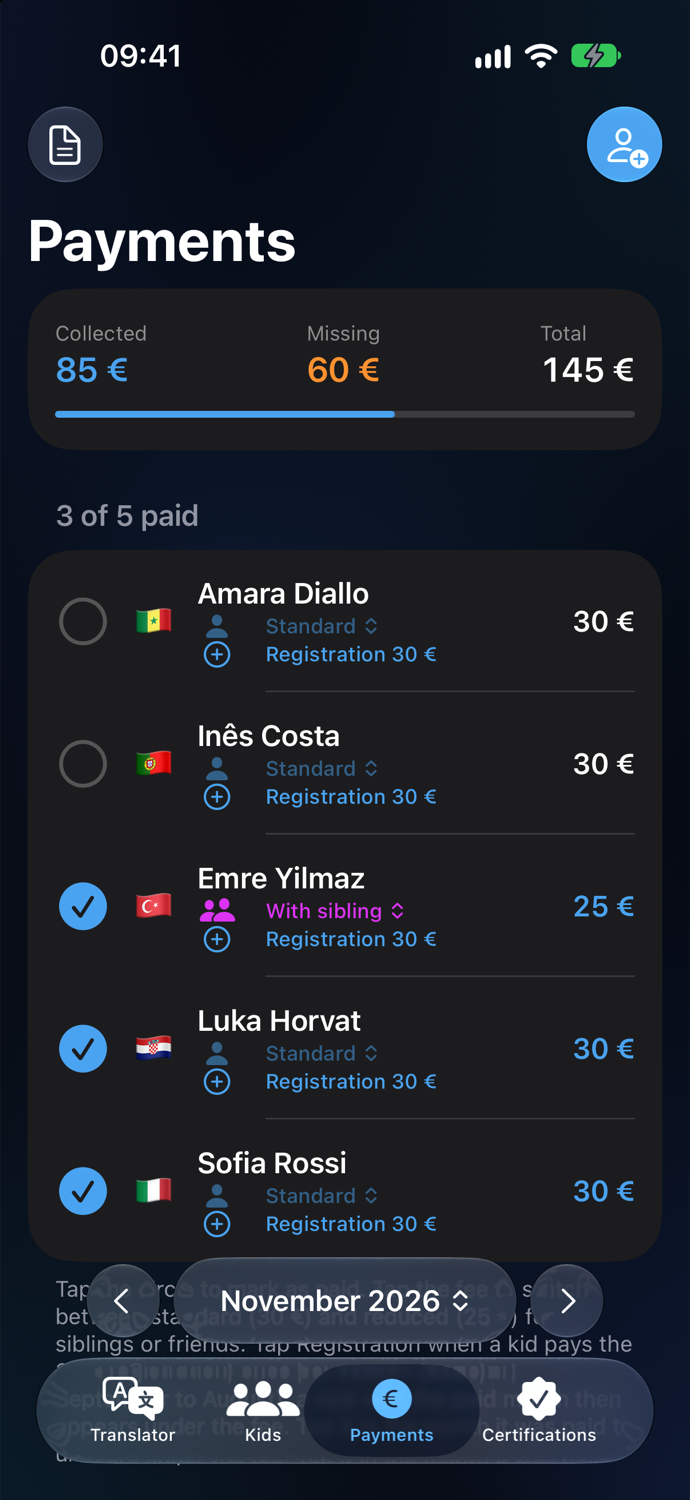 09:41
Payments
Collected Missing Total
85 € 60 € 145 €
3 of 5 paid
Amara Diallo
Standard
30 €
Registration 30 €
Inês Costa
Standard
30 €
Registration 30 €
Emre Yilmaz
With sibling
25 €
Registration 30 €
Luka Horvat
Standard
30 €
Registration 30 €
Sofia Rossi
Standard
30 €
Registration 30 €
November 2026
siblings or friends. Tap Registration when a kid pays the
Translator Kids Payments Certifications